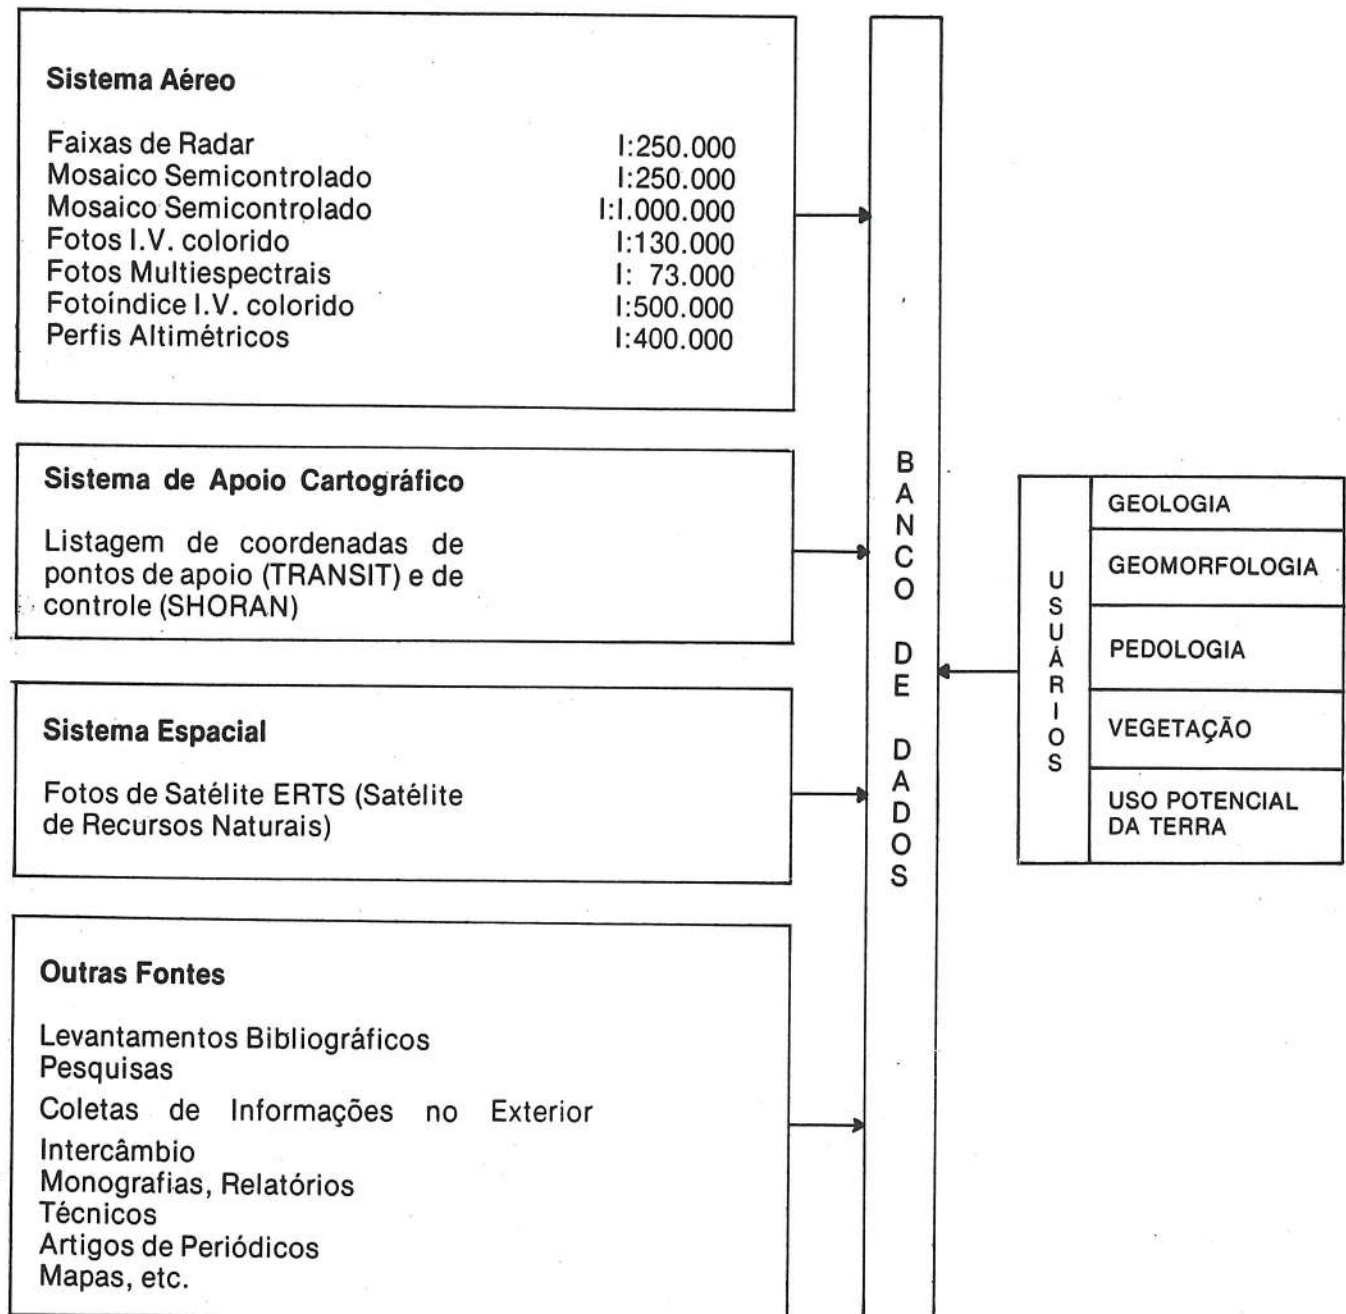 Sistema Aéreo
Faixas de Radar I:250.000
Mosaico Semicontrolado I:250.000
Mosaico Semicontrolado I:I.000.000
Fotos I.V. colorido I:130.000
Fotos Multiespectrais I: 73.000
Fotoíndice I.V. colorido I:500.000
Perfis Altimétricos I:400.000
Sistema de Apoio Cartográfico
Listagem de coordenadas de
pontos de apoio (TRANSIT) e de
controle (SHORAN)
Sistema Espacial
Fotos de Satélite ERTS (Satélite
de Recursos Naturais)
Outras Fontes
Levantamentos Bibliográficos
Pesquisas
Coletas de Informações no Exterior
Intercâmbio
Monografias, Relatórios
Técnicos
Artigos de Periódicos
Mapas, etc.
BANCO DE DADOS
USUÁRIOS
GEOLOGIA
GEOMORFOLOGIA
PEDOLOGIA
VEGETAÇÃO
USO POTENCIAL
DA TERRA